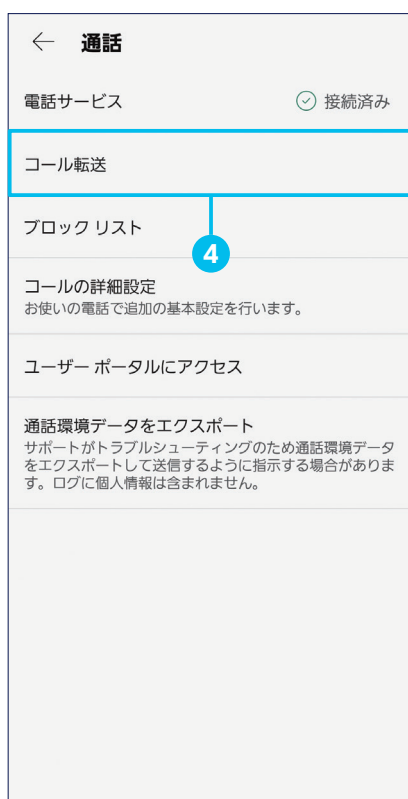 ← 通話
電話サービス 接続済み
コール転送
ブロック リスト
4
コールの詳細設定
お使いの電話で追加の基本設定を行います。
ユーザー ポータルにアクセス
通話環境データをエクスポート
サポートがトラブルシューティングのため通話環境データ
をエクスポートして送信するように指示する場合がありま
す。ログに個人情報は含まれません。